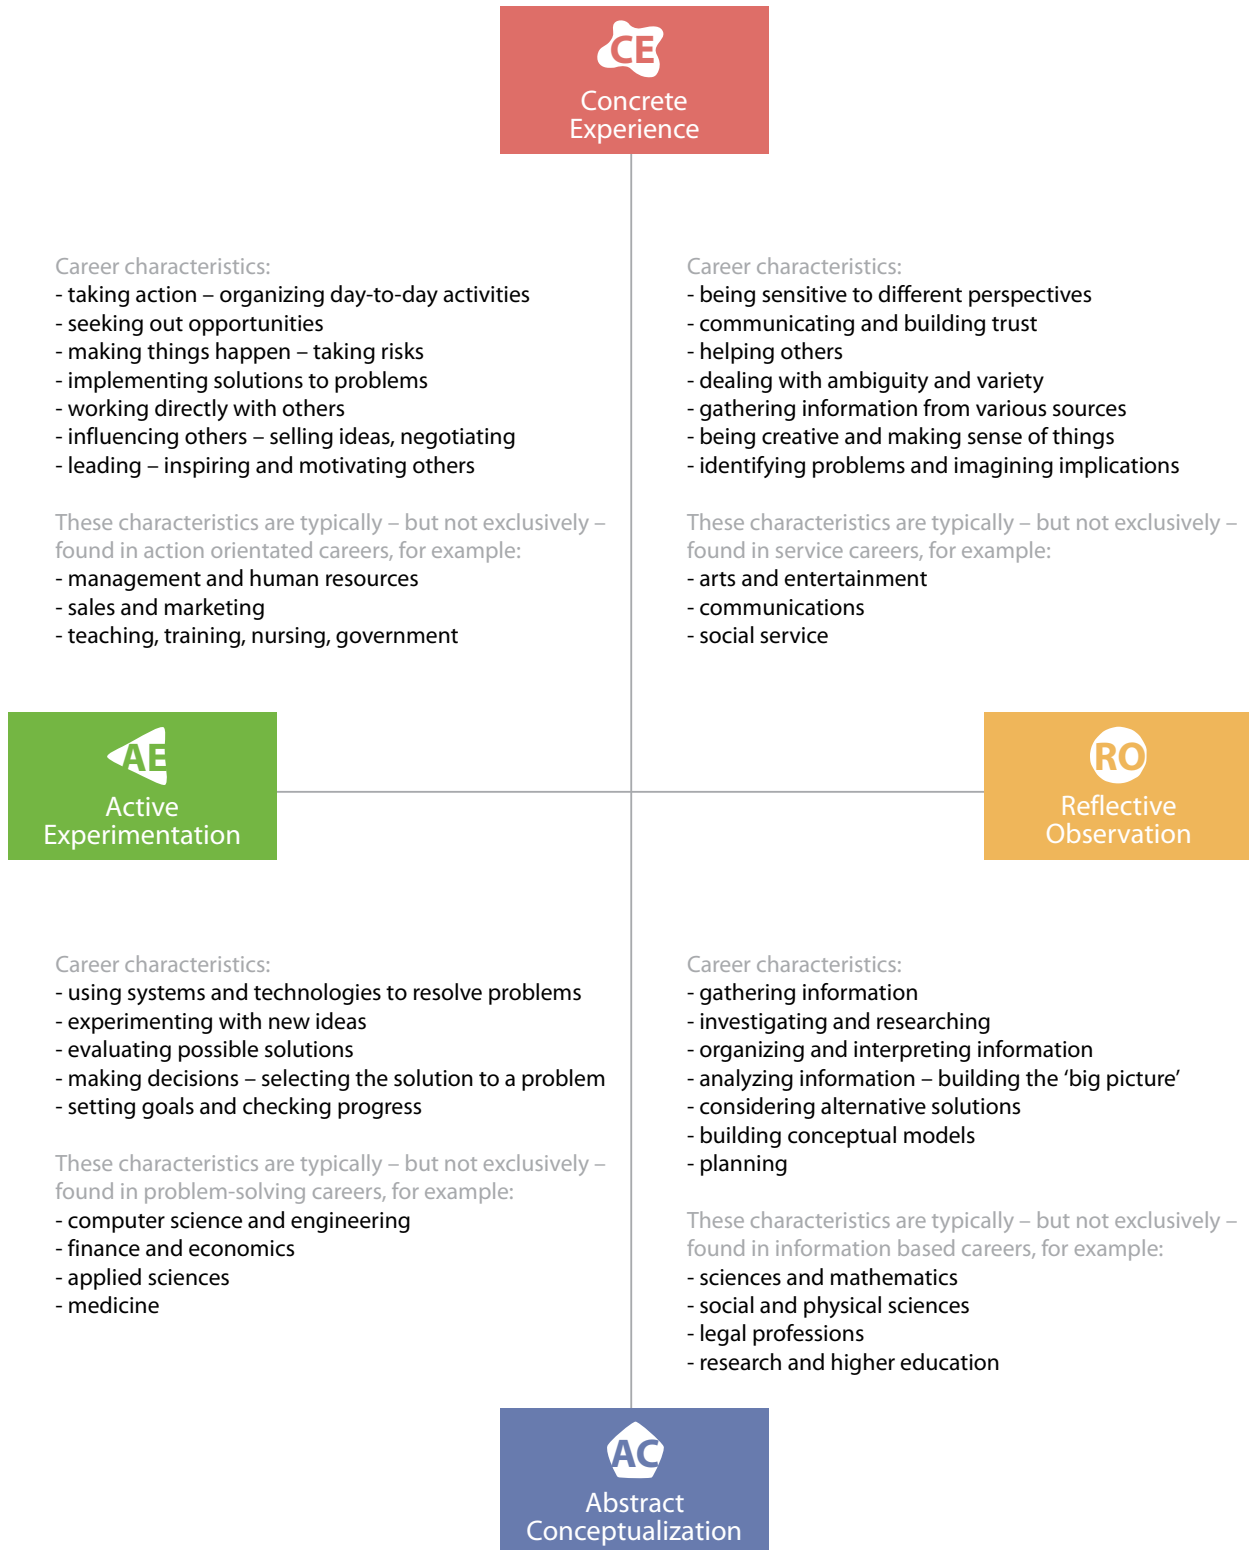 CE
Concrete
Experience
Career characteristics:
- taking action – organizing day-to-day activities
- seeking out opportunities
- making things happen – taking risks
- implementing solutions to problems
- working directly with others
- influencing others – selling ideas, negotiating
- leading – inspiring and motivating others
These characteristics are typically – but not exclusively –
found in action orientated careers, for example:
- management and human resources
- sales and marketing
- teaching, training, nursing, government
Career characteristics:
- being sensitive to different perspectives
- communicating and building trust
- helping others
- dealing with ambiguity and variety
- gathering information from various sources
- being creative and making sense of things
- identifying problems and imagining implications
These characteristics are typically – but not exclusively –
found in service careers, for example:
- arts and entertainment
- communications
- social service
AE
Active
Experimentation
RO
Reflective
Observation
Career characteristics:
- using systems and technologies to resolve problems
- experimenting with new ideas
- evaluating possible solutions
- making decisions – selecting the solution to a problem
- setting goals and checking progress
These characteristics are typically – but not exclusively –
found in problem-solving careers, for example:
- computer science and engineering
- finance and economics
- applied sciences
- medicine
Career characteristics:
- gathering information
- investigating and researching
- organizing and interpreting information
- analyzing information – building the ‘big picture’
- considering alternative solutions
- building conceptual models
- planning
These characteristics are typically – but not exclusively –
found in information based careers, for example:
- sciences and mathematics
- social and physical sciences
- legal professions
- research and higher education
AC
Abstract
Conceptualization